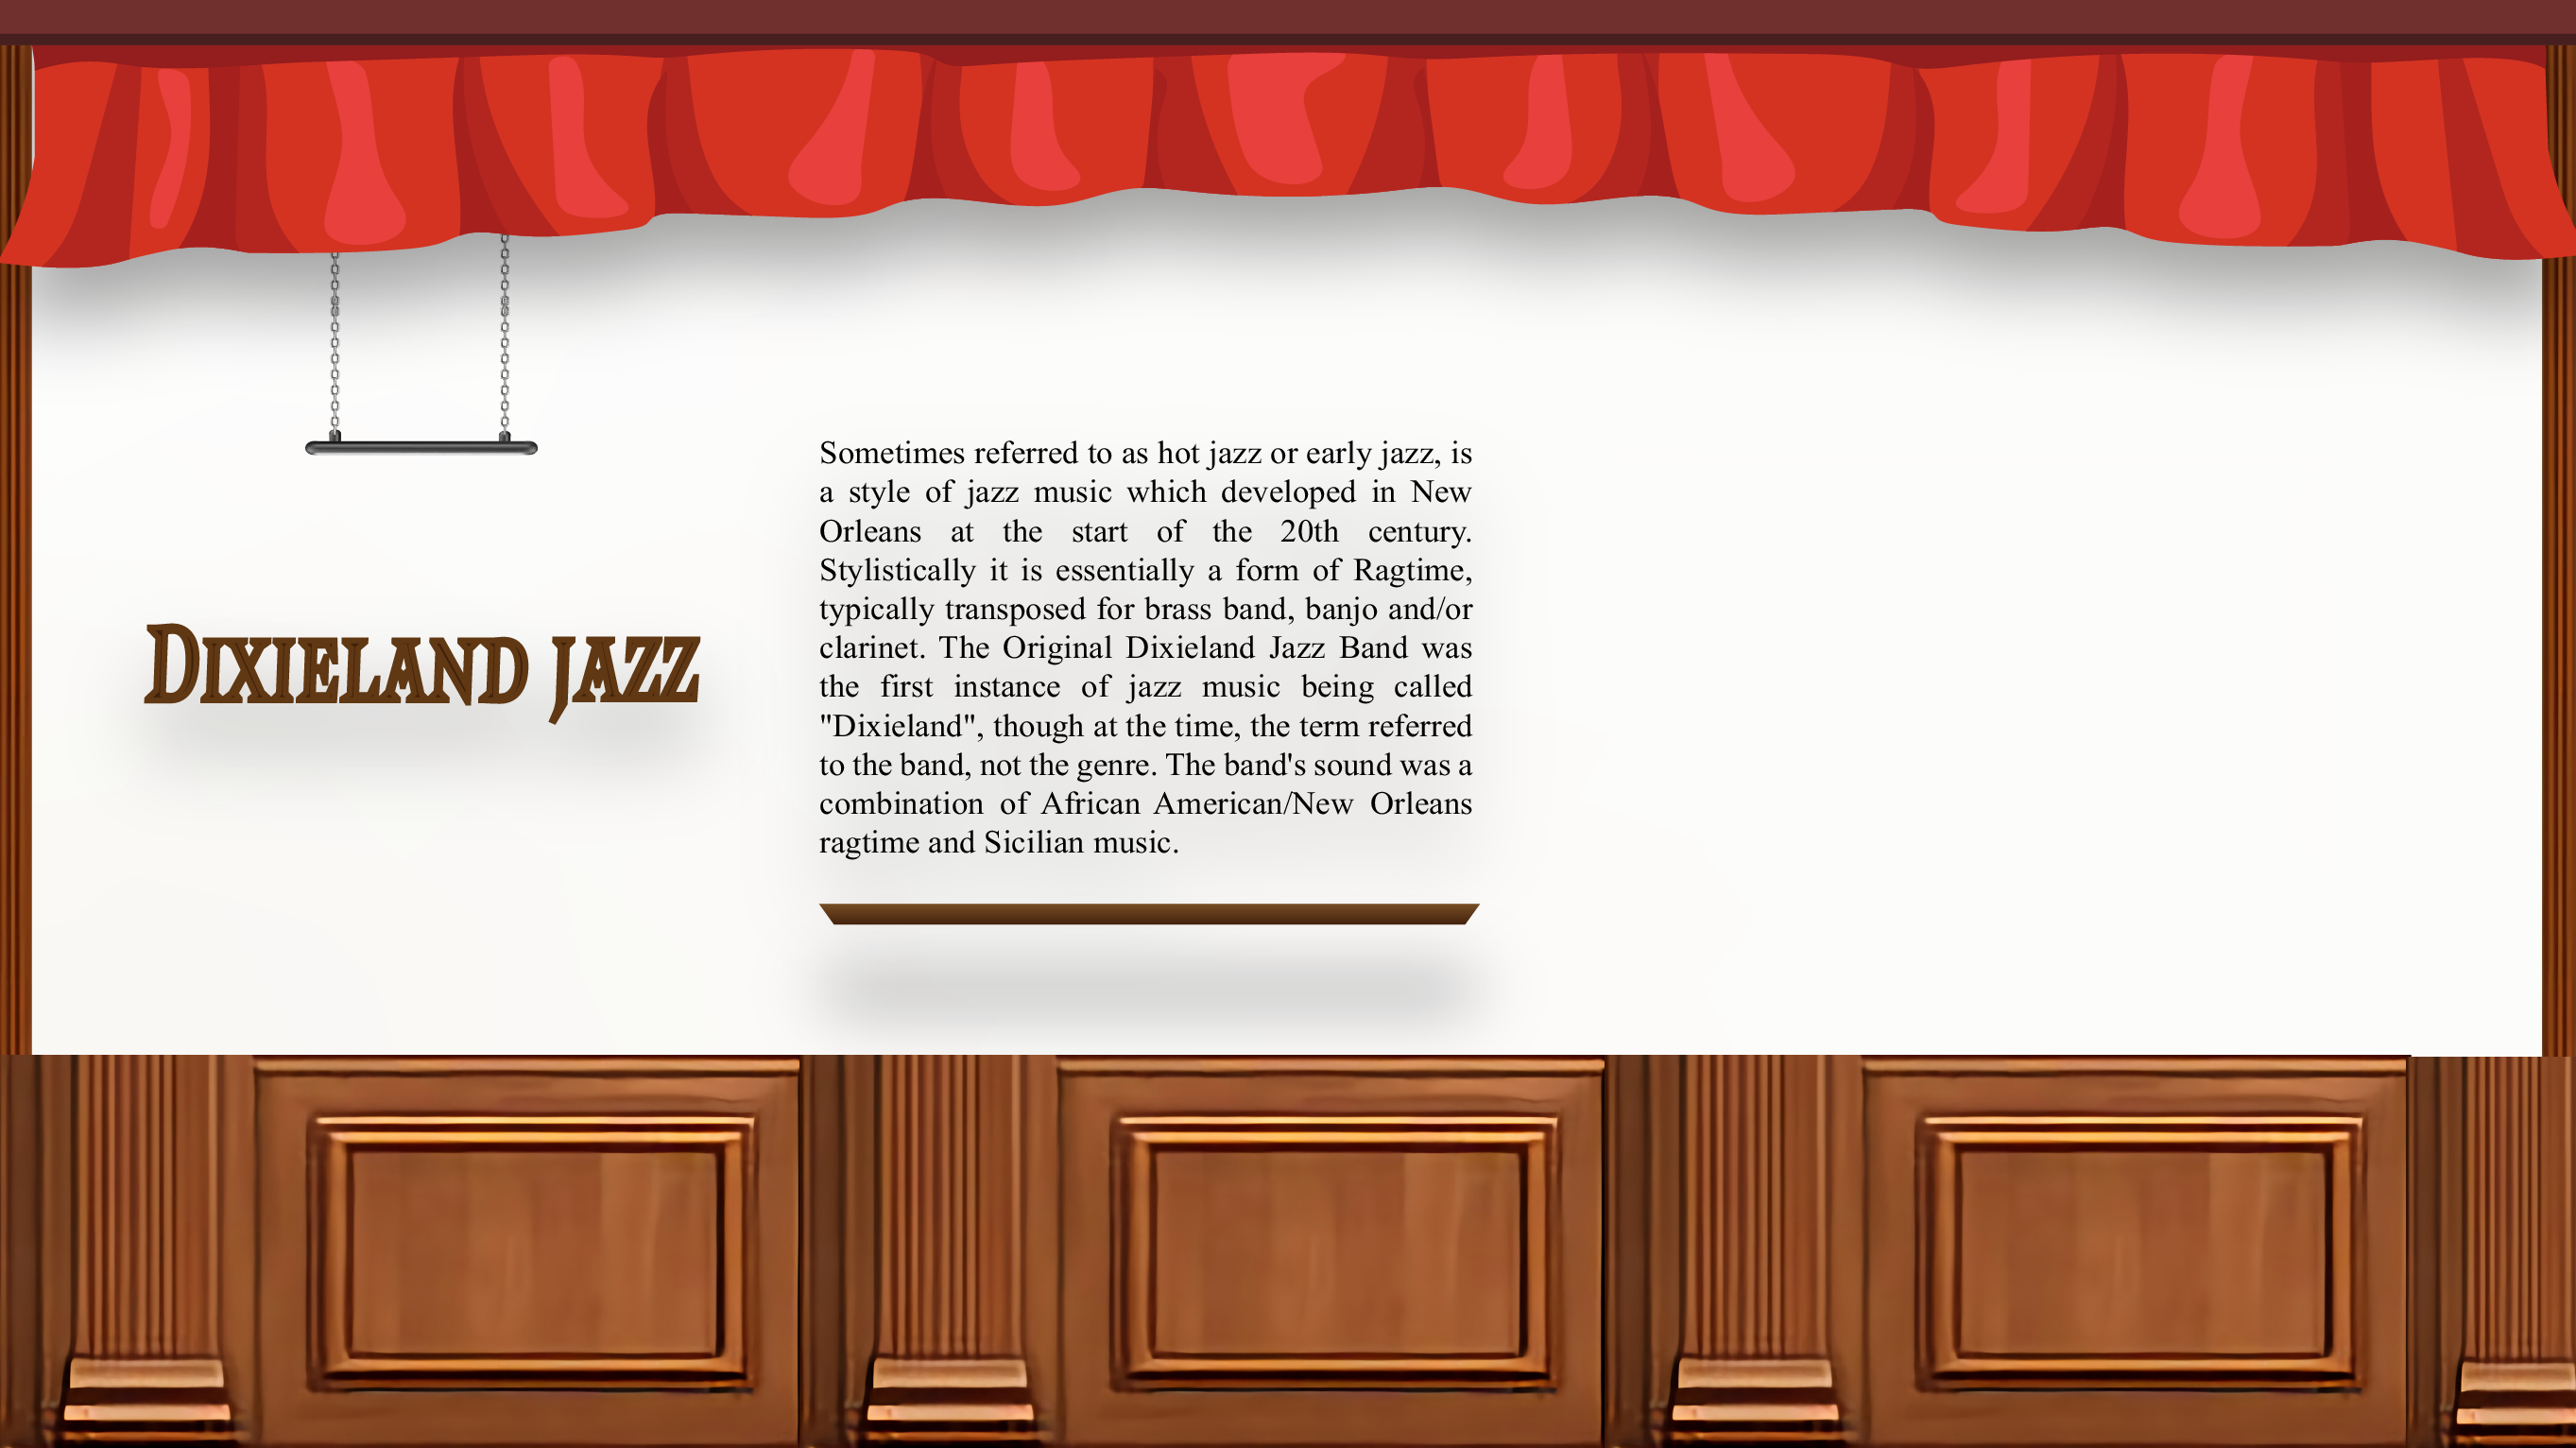 Dixieland jazz
Sometimes referred to as hot jazz or early jazz, is
a style of jazz music which developed in New
Orleans at the start of the 20th century.
Stylistically it is essentially a form of Ragtime,
typically transposed for brass band, banjo and/or
clarinet. The Original Dixieland Jazz Band was
the first instance of jazz music being called
"Dixieland", though at the time, the term referred
to the band, not the genre. The band's sound was a
combination of African American/New Orleans
ragtime and Sicilian music.